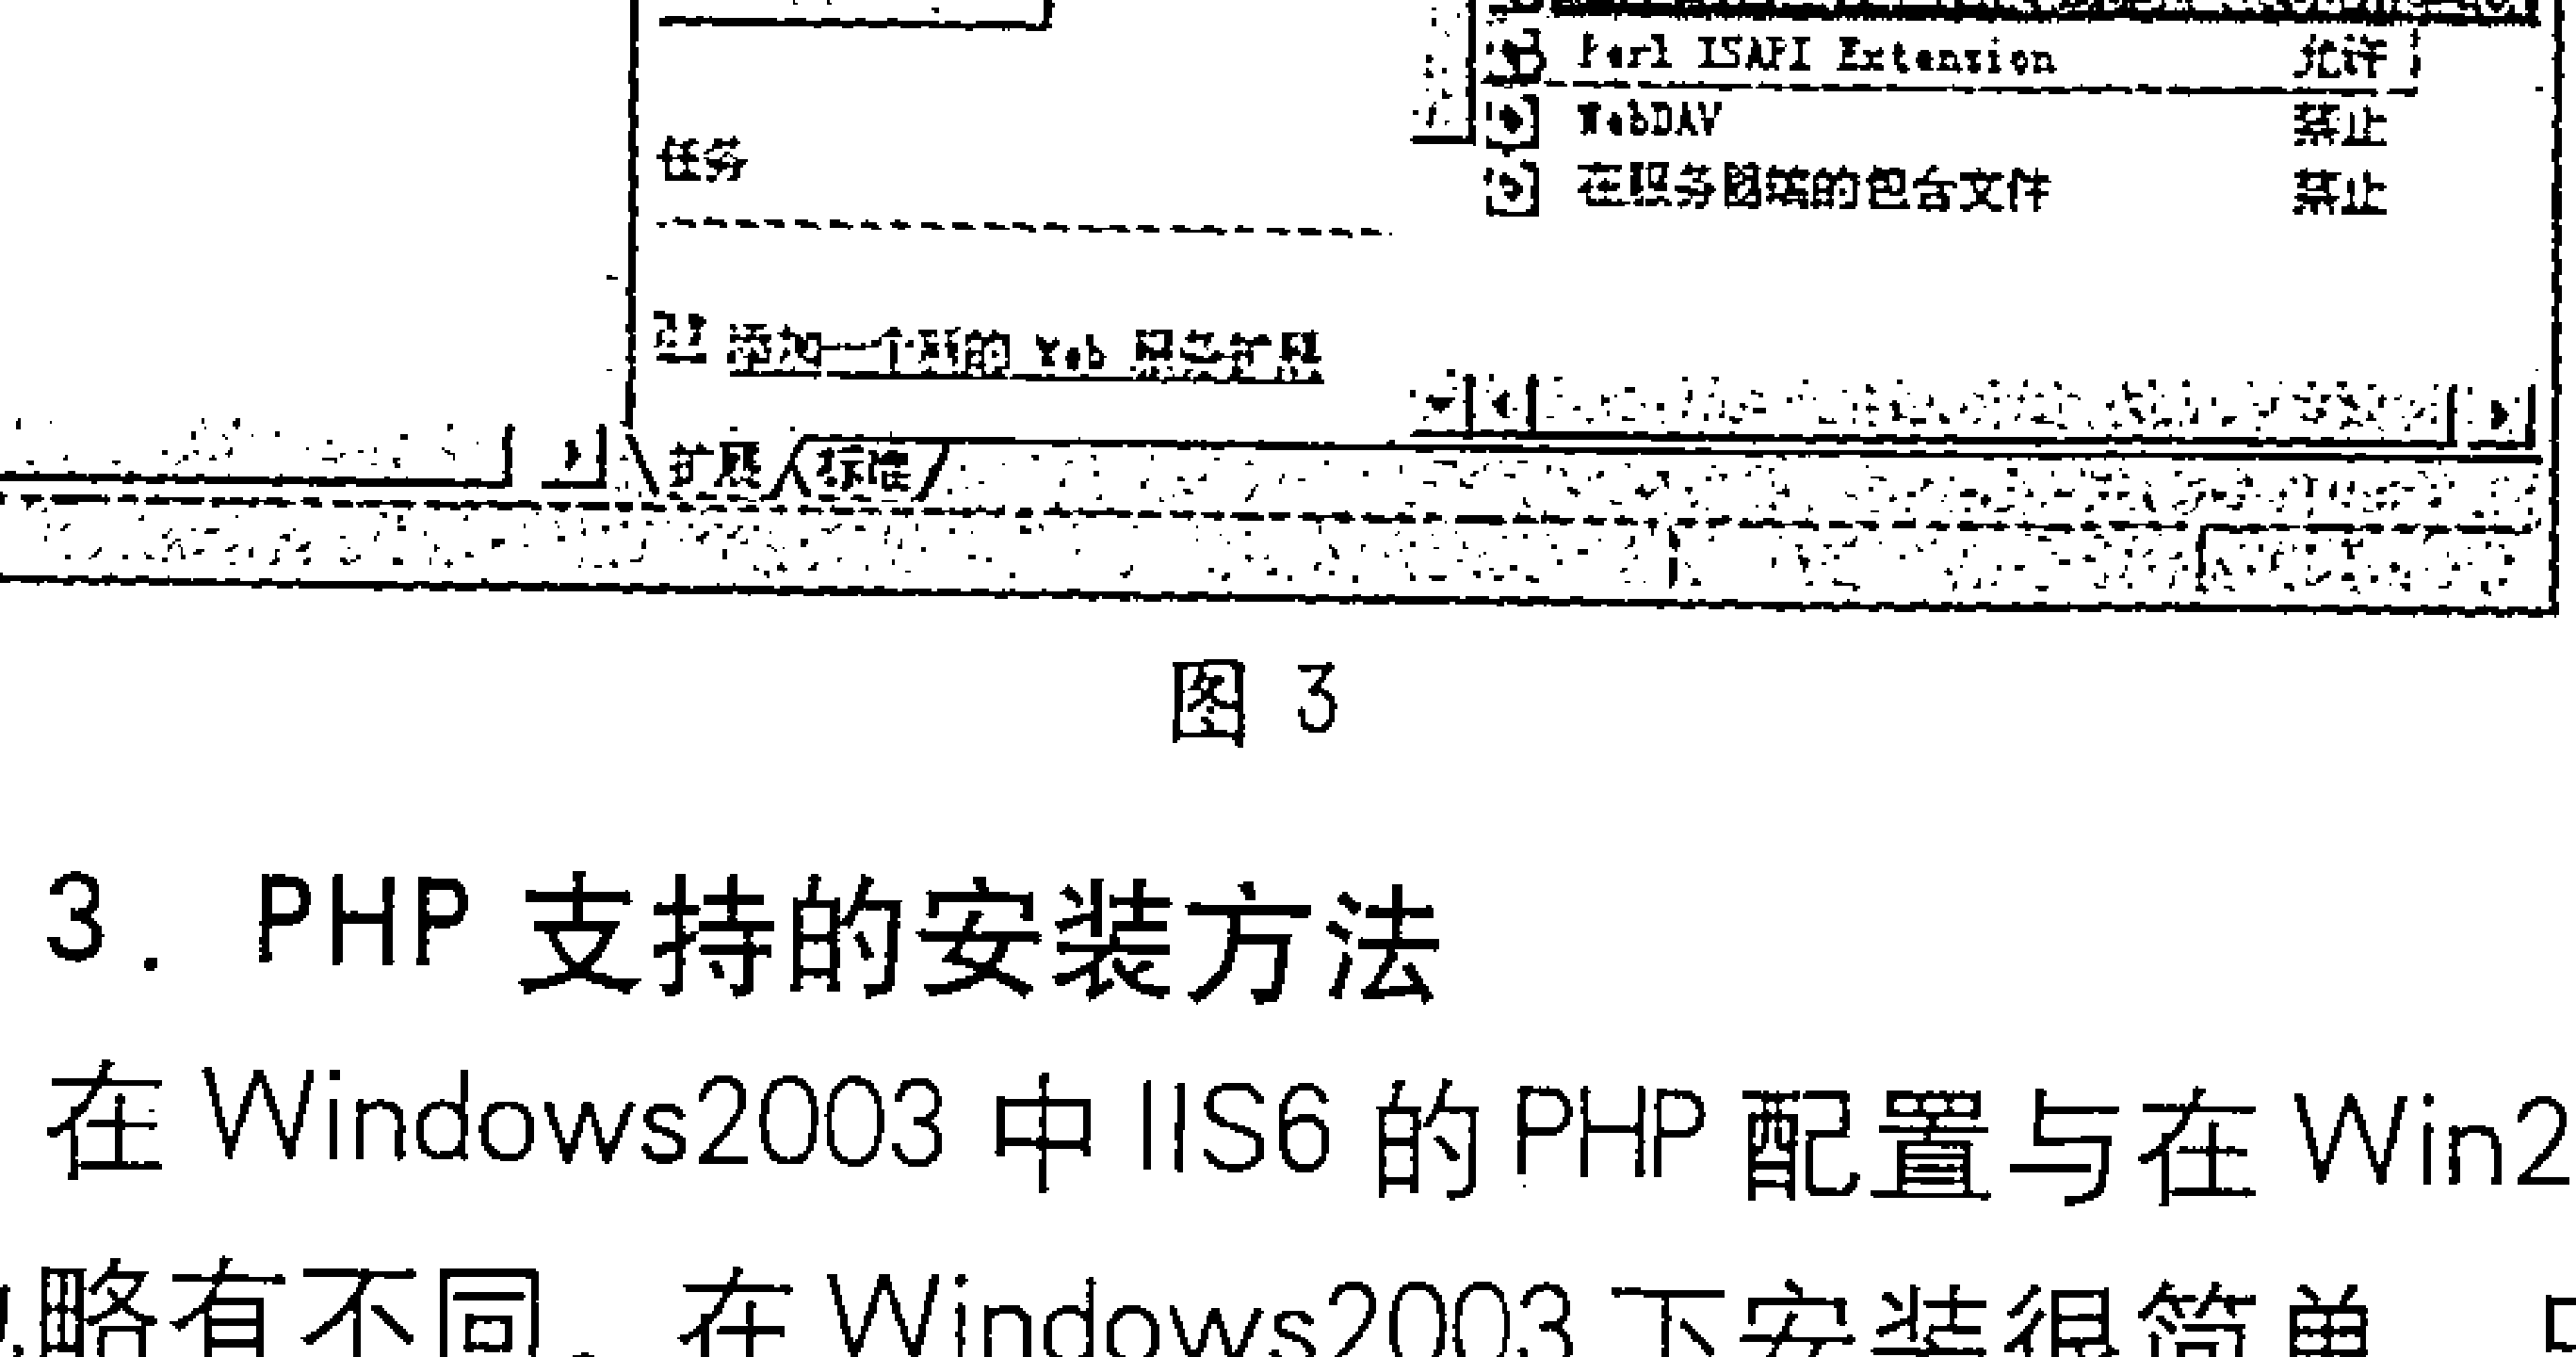 Perl ISAPI Extension 允许
WebDAV 禁止
任务
在服务器端的包含文件 禁止
添加一个新的 Web 服务扩展
扩展 标准
图 3
3. PHP 支持的安装方法
在 Windows2003 中 IIS6 的 PHP 配置与在 Win2
略有不同。在 Windows2003 下安装很简单